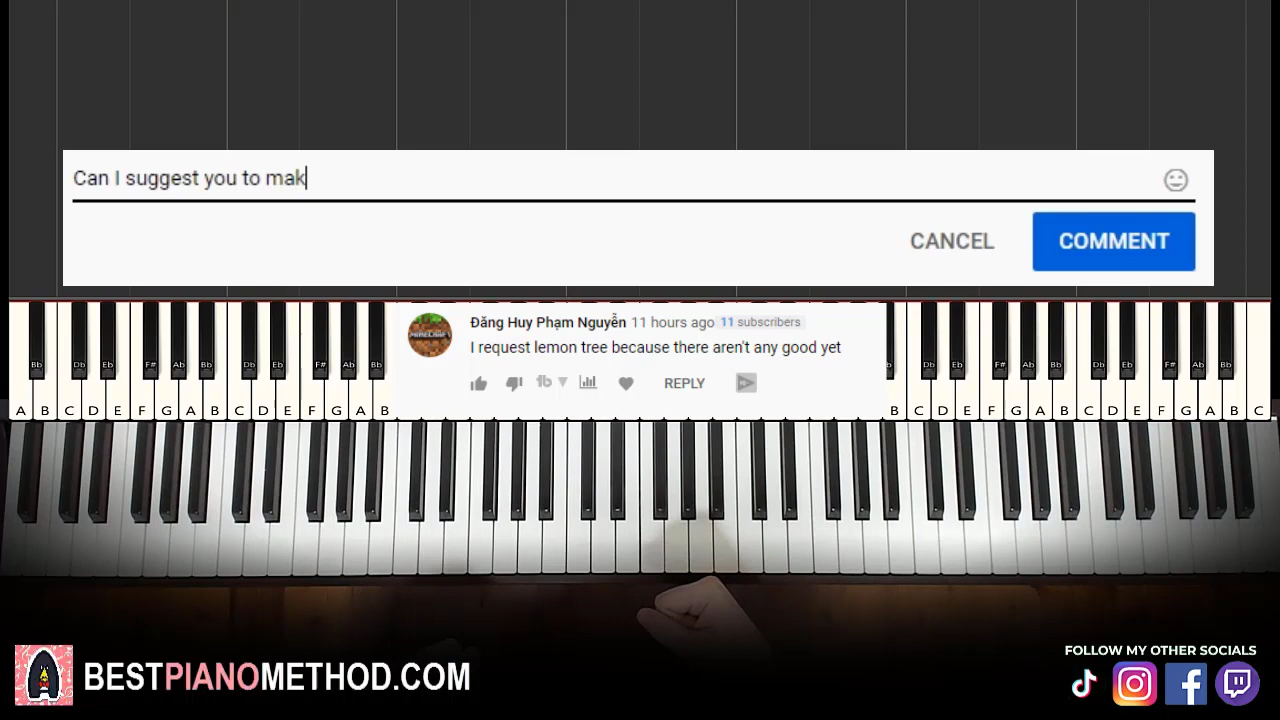 Can I suggest you to mak
CANCEL
COMMENT
Đăng Huy Phạm Nguyễn 11 hours ago 11 subscribers
I request lemon tree because there aren't any good yet
REPLY
Bb Db Eb F# Ab Bb Db Eb F# Ab Bb
b Db Eb F# Ab Bb Db Eb F# Ab Bb
A B C D E F G A B C D E F G A B
B C D E F G A B C D E F G A B C
BESTPIANOMETHOD.COM
FOLLOW MY OTHER SOCIALS